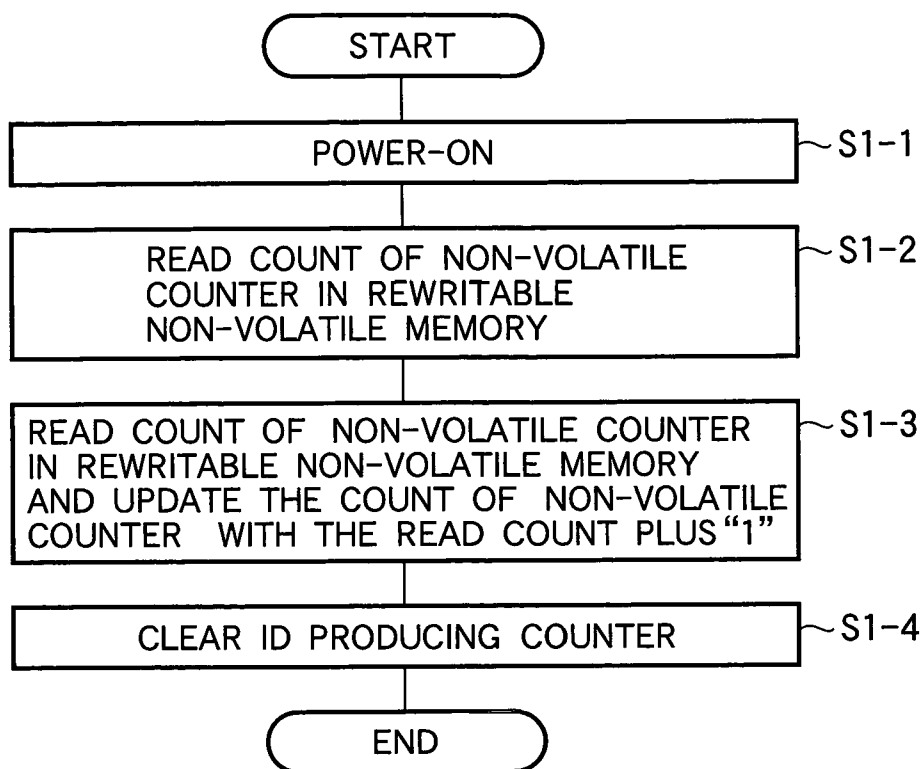 START
POWER-ON
S1-1
READ COUNT OF NON-VOLATILE
COUNTER IN REWRITABLE
NON-VOLATILE MEMORY
S1-2
READ COUNT OF NON-VOLATILE COUNTER
IN REWRITABLE NON-VOLATILE MEMORY
AND UPDATE THE COUNT OF NON-VOLATILE
COUNTER WITH THE READ COUNT PLUS "1"
S1-3
CLEAR ID PRODUCING COUNTER
S1-4
END